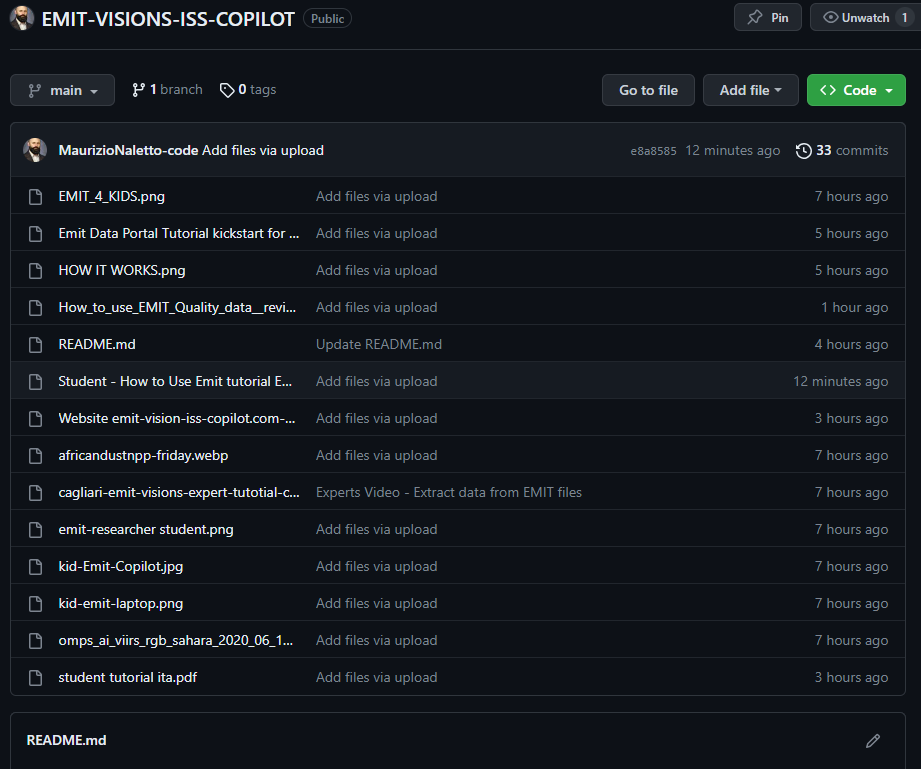 EMIT-VISIONS-ISS-COPILOT Public Pin Unwatch 1
main 1 branch 0 tags Go to file Add file Code
MaurizioNaletto-code Add files via upload e8a8585 12 minutes ago 33 commits
EMIT_4_KIDS.png Add files via upload 7 hours ago
Emit Data Portal Tutorial kickstart for ... Add files via upload 5 hours ago
HOW IT WORKS.png Add files via upload 5 hours ago
How_to_use_EMIT_Quality_data__revi... Add files via upload 1 hour ago
README.md Update README.md 4 hours ago
Student - How to Use Emit tutorial E... Add files via upload 12 minutes ago
Website emit-vision-iss-copilot.com-... Add files via upload 3 hours ago
africandustnpp-friday.webp Add files via upload 7 hours ago
cagliari-emit-visions-expert-tutotial-c... Experts Video - Extract data from EMIT files 7 hours ago
emit-researcher student.png Add files via upload 7 hours ago
kid-Emit-Copilot.jpg Add files via upload 7 hours ago
kid-emit-laptop.png Add files via upload 7 hours ago
omps_ai_viirs_rgb_sahara_2020_06_1... Add files via upload 7 hours ago
student tutorial ita.pdf Add files via upload 3 hours ago
README.md